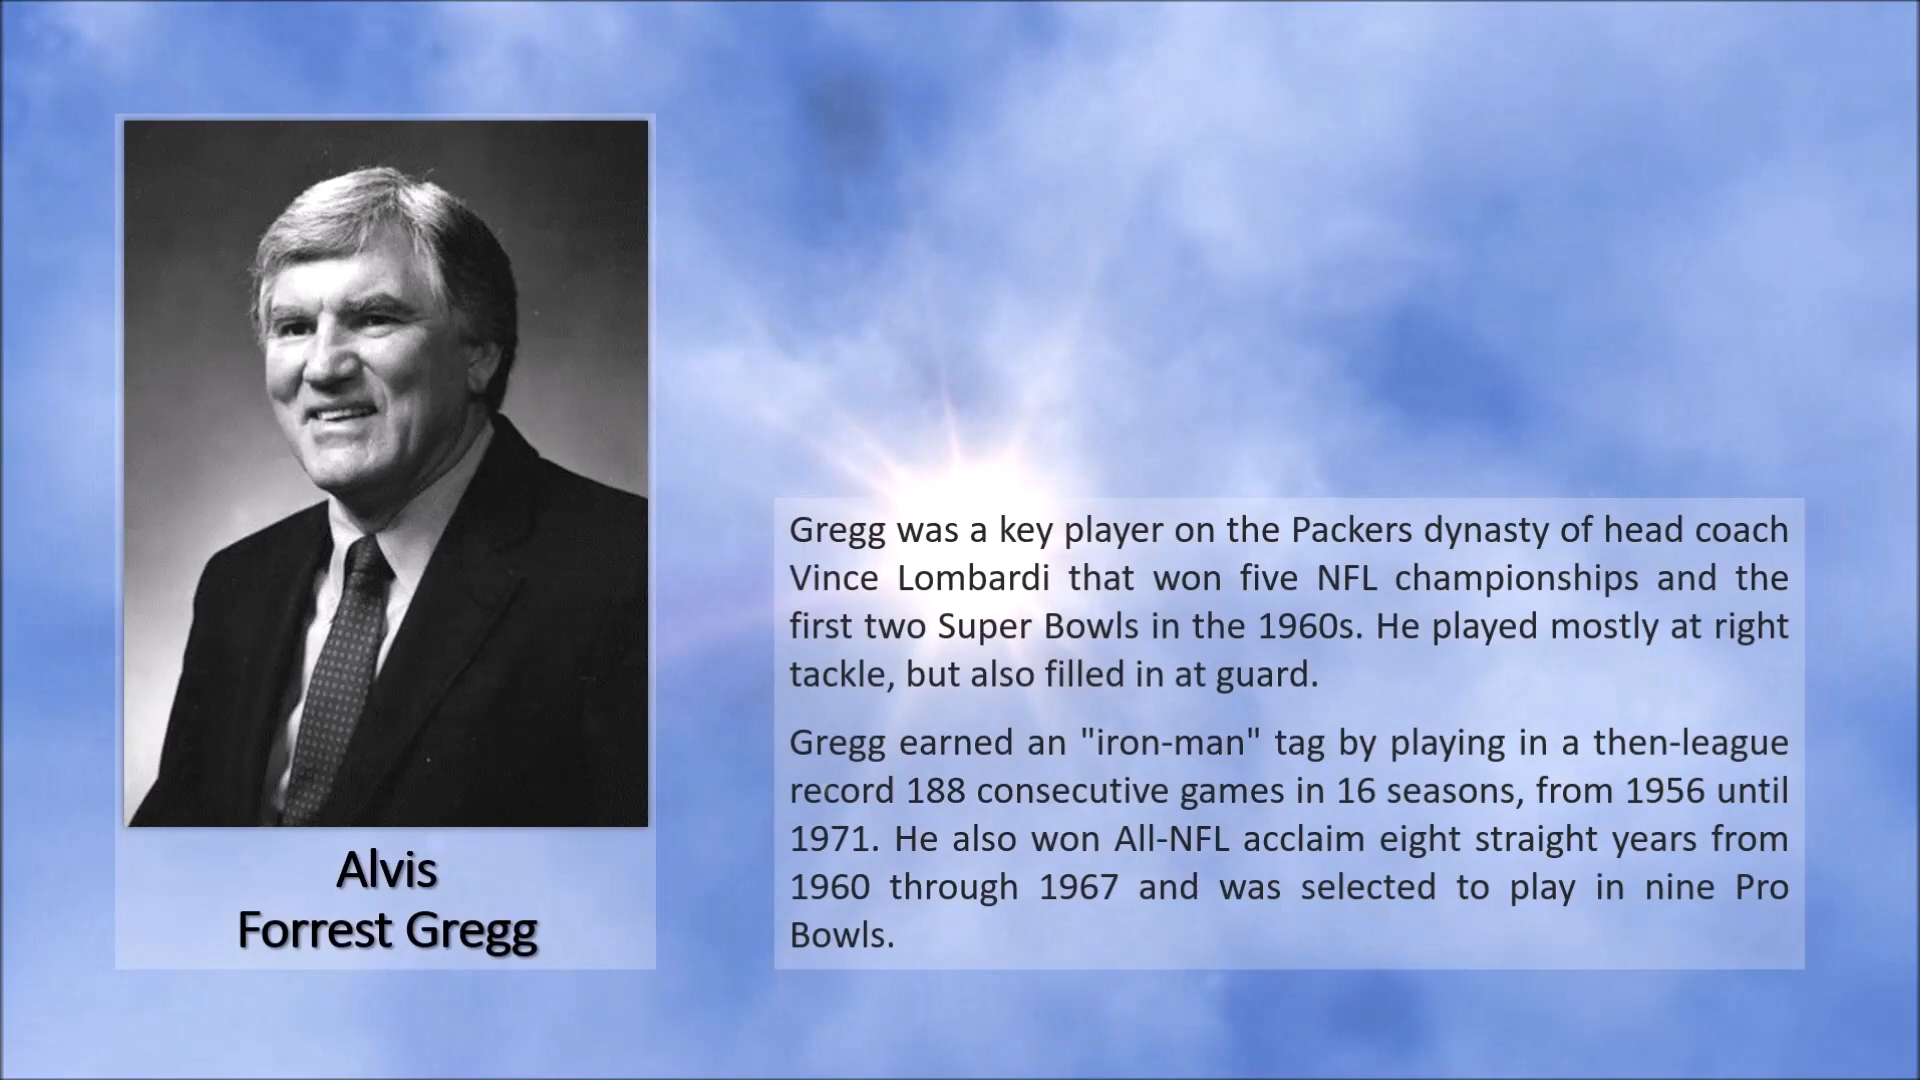 Alvis
Forrest Gregg
Gregg was a key player on the Packers dynasty of head coach
Vince Lombardi that won five NFL championships and the
first two Super Bowls in the 1960s. He played mostly at right
tackle, but also filled in at guard.
Gregg earned an "iron-man" tag by playing in a then-league
record 188 consecutive games in 16 seasons, from 1956 until
1971. He also won All-NFL acclaim eight straight years from
1960 through 1967 and was selected to play in nine Pro
Bowls.